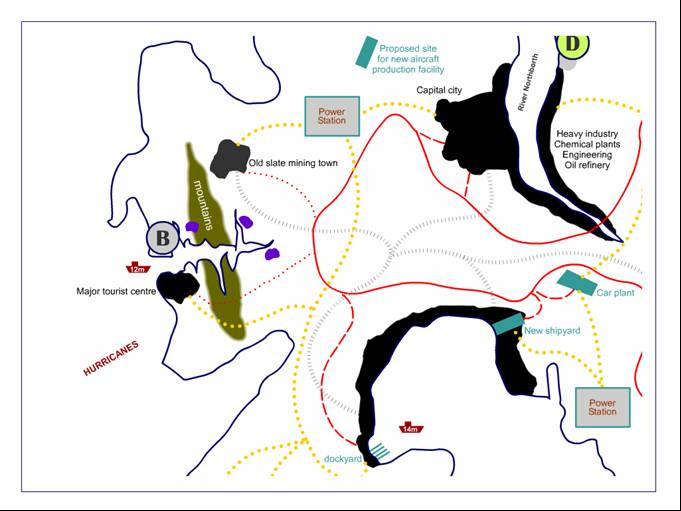 D
Proposed site
for new aircraft
production facility
River Northborth
Capital city
Power
Station
Heavy industry
Chemical plants
Engineering
Oil refinery
Old slate mining town
mountains
B
12m
Major tourist centre
Car plant
New shipyard
HURRICANES
Power
Station
14m
dockyard